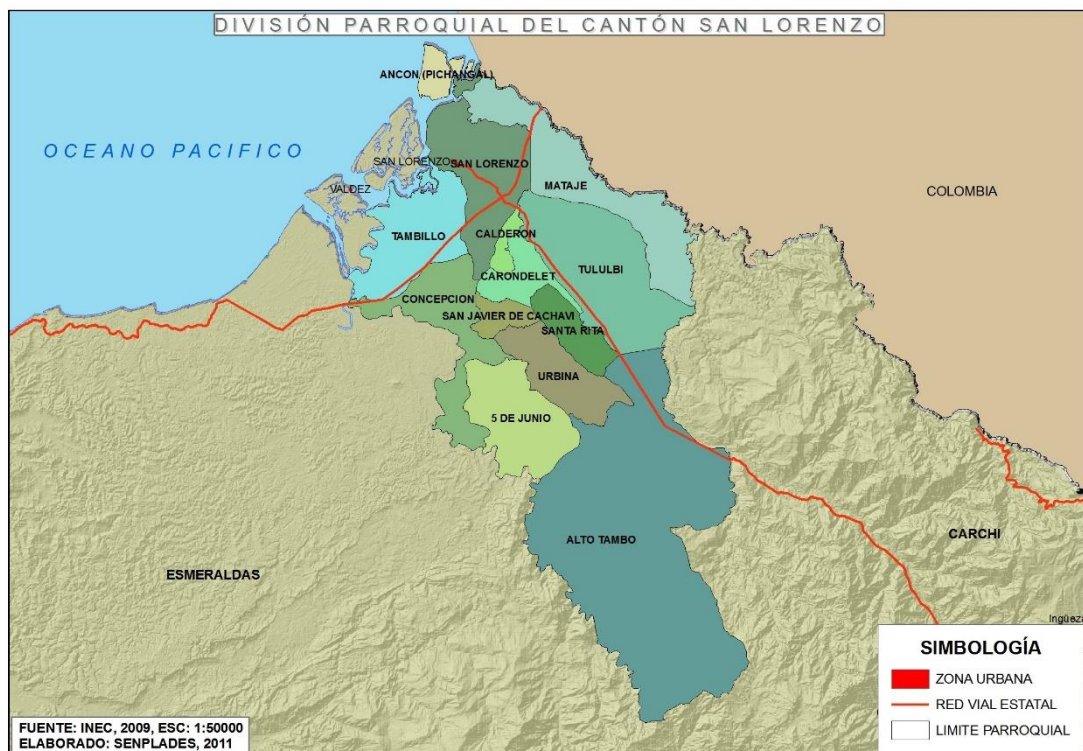 DIVISIÓN PARROQUIAL DEL CANTÓN SAN LORENZO
ANCON (PICHANGAL)
OCEANO PACIFICO
SAN LORENZO
SAN LORENZO
VALDEZ
MATAJE
COLOMBIA
TAMBILLO
CALDERON
TULULBI
CARONDELET
CONCEPCION
SAN JAVIER DE CACHAVI
SANTA RITA
URBINA
5 DE JUNIO
ALTO TAMBO
CARCHI
ESMERALDAS
Ingüeza
SIMBOLOGÍA
ZONA URBANA
RED VIAL ESTATAL
LIMITE PARROQUIAL
FUENTE: INEC, 2009, ESC: 1:50000
ELABORADO: SENPLADES, 2011